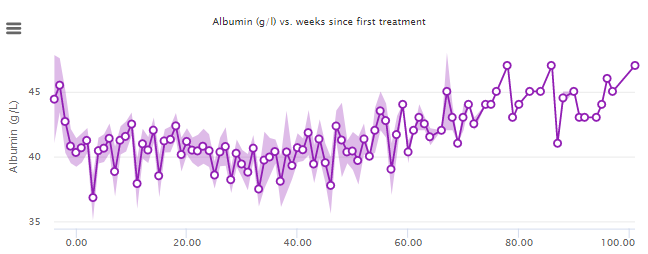 Albumin (g/l) vs. weeks since first treatment
Albumin (g/L)
45
40
35
0.00 20.00 40.00 60.00 80.00 100.00